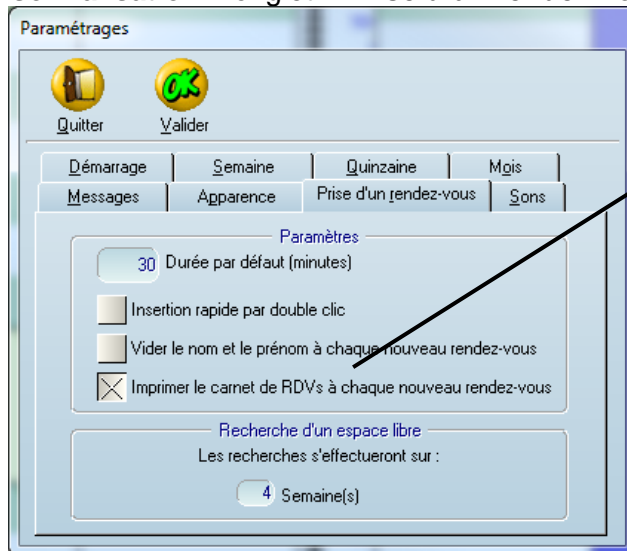 Paramétrages
Quitter Valider
Démarrage Semaine Quinzaine Mois
Messages Apparence Prise d'un rendez-vous Sons
Paramètres
30 Durée par défaut (minutes)
Insertion rapide par double clic
Vider le nom et le prénom à chaque nouveau rendez-vous
Imprimer le carnet de RDVs à chaque nouveau rendez-vous
Recherche d'un espace libre
Les recherches s'effectueront sur :
4 Semaine(s)